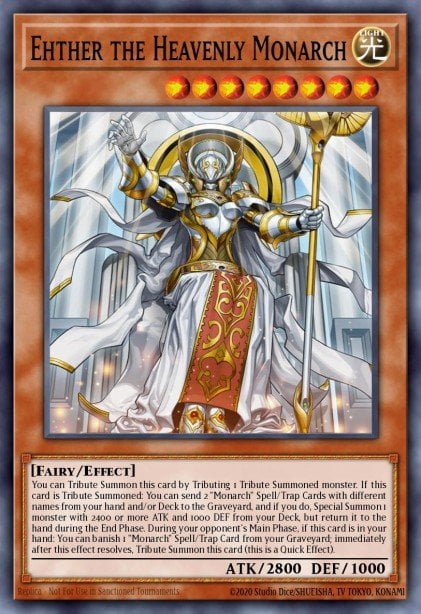 EHTHER THE HEAVENLY MONARCH
LIGHT
光
[FAIRY/EFFECT]
You can Tribute Summon this card by Tributing 1 Tribute Summoned monster. If this
card is Tribute Summoned: You can send 2 "Monarch" Spell/Trap Cards with different
names from your hand and/or Deck to the Graveyard, and if you do, Special Summon 1
monster with 2400 or more ATK and 1000 DEF from your Deck, but return it to the
hand during the End Phase. During your opponent's Main Phase, if this card is in your
hand: You can banish 1 "Monarch" Spell/Trap Card from your Graveyard; immediately
after this effect resolves, Tribute Summon this card (this is a Quick Effect).
ATK/2800 DEF/1000
Replica - Not For Use in Sanctioned Tournaments
©2020 Studio Dice/SHUEISHA, TV TOKYO, KONAMI